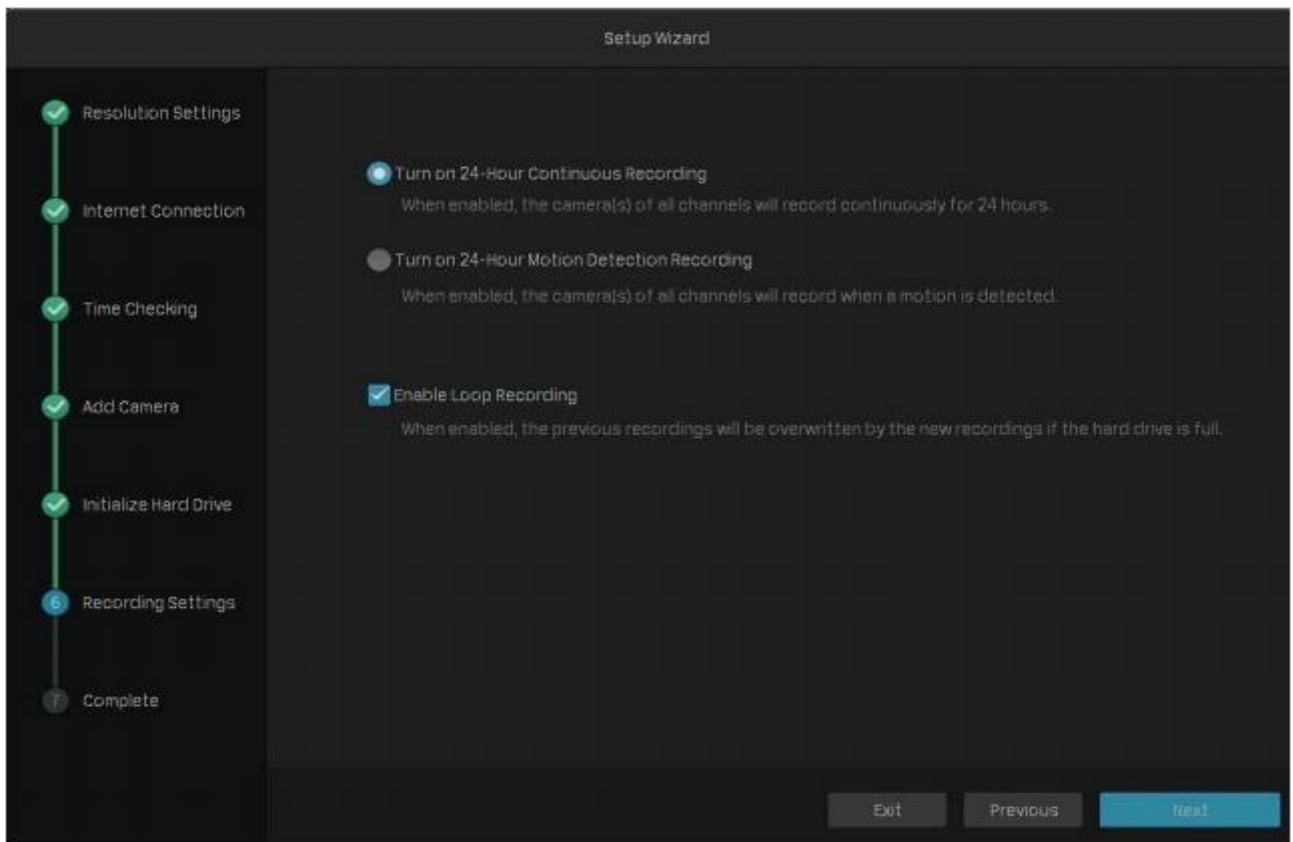 Setup Wizard
Resolution Settings
Internet Connection
Time Checking
Add Camera
Initialize Hard Drive
6
Recording Settings
7
Complete
Turn on 24-Hour Continuous Recording
When enabled, the camera(s) of all channels will record continuously for 24 hours.
Turn on 24-Hour Motion Detection Recording
When enabled, the camera(s) of all channels will record when a motion is detected.
Enable Loop Recording
When enabled, the previous recordings will be overwritten by the new recordings if the hard drive is full.
Exit
Previous
Next